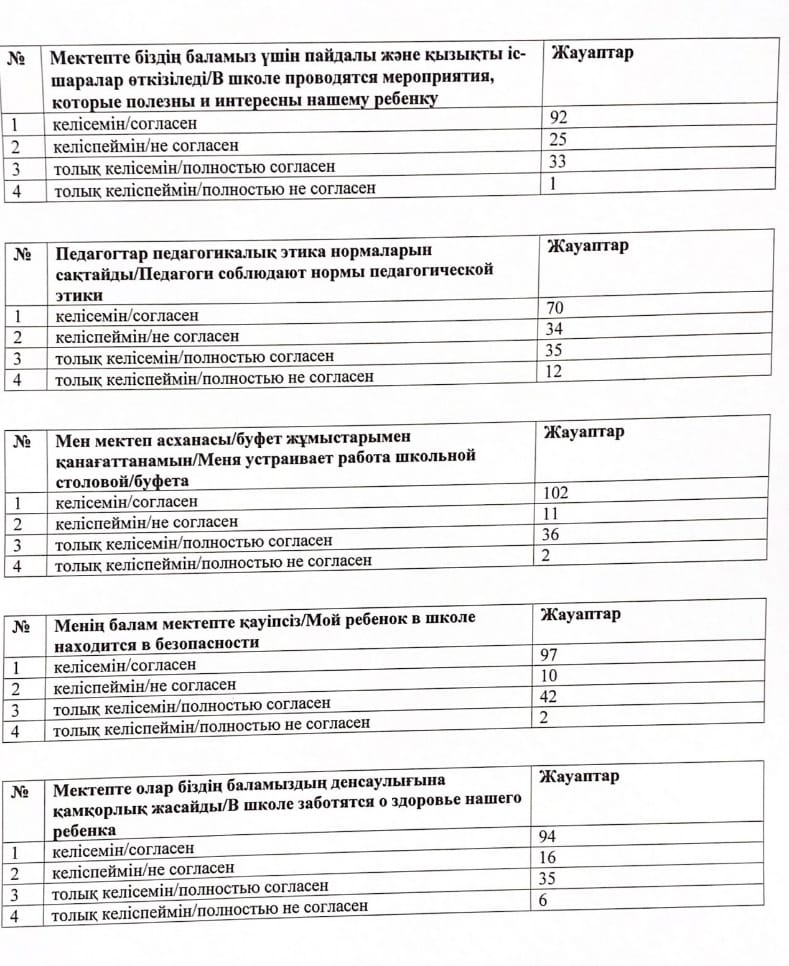 № Мектепте біздің баламыз үшін пайдалы және қызықты іс- Жауаптар
шаралар өткізіледі/В школе проводятся мероприятия,
которые полезны и интересны нашему ребенку
1 келісемін/согласен 92
2 келіспеймін/не согласен 25
3 толық келісемін/полностью согласен 33
4 толық келіспеймін/полностью не согласен 1
№ Педагогтар педагогикалық этика нормаларын Жауаптар
сақтайды/Педагоги соблюдают нормы педагогической
этики
1 келісемін/согласен 70
2 келіспеймін/не согласен 34
3 толық келісемін/полностью согласен 35
4 толық келіспеймін/полностью не согласен 12
№ Мен мектеп асханасы/буфет жұмыстарымен Жауаптар
қанағаттанамын/Меня устраивает работа школьной
столовой/буфета
1 келісемін/согласен 102
2 келіспеймін/не согласен 11
3 толық келісемін/полностью согласен 36
4 толық келіспеймін/полностью не согласен 2
№ Менің балам мектепте қауіпсіз/Мой ребенок в школе Жауаптар
находится в безопасности
1 келісемін/согласен 97
2 келіспеймін/не согласен 10
3 толық келісемін/полностью согласен 42
4 толық келіспеймін/полностью не согласен 2
№ Мектепте олар біздің баламыздың денсаулығына Жауаптар
қамқорлық жасайды/В школе заботятся о здоровье нашего
ребенка
1 келісемін/согласен 94
2 келіспеймін/не согласен 16
3 толық келісемін/полностью согласен 35
4 толық келіспеймін/полностью не согласен 6